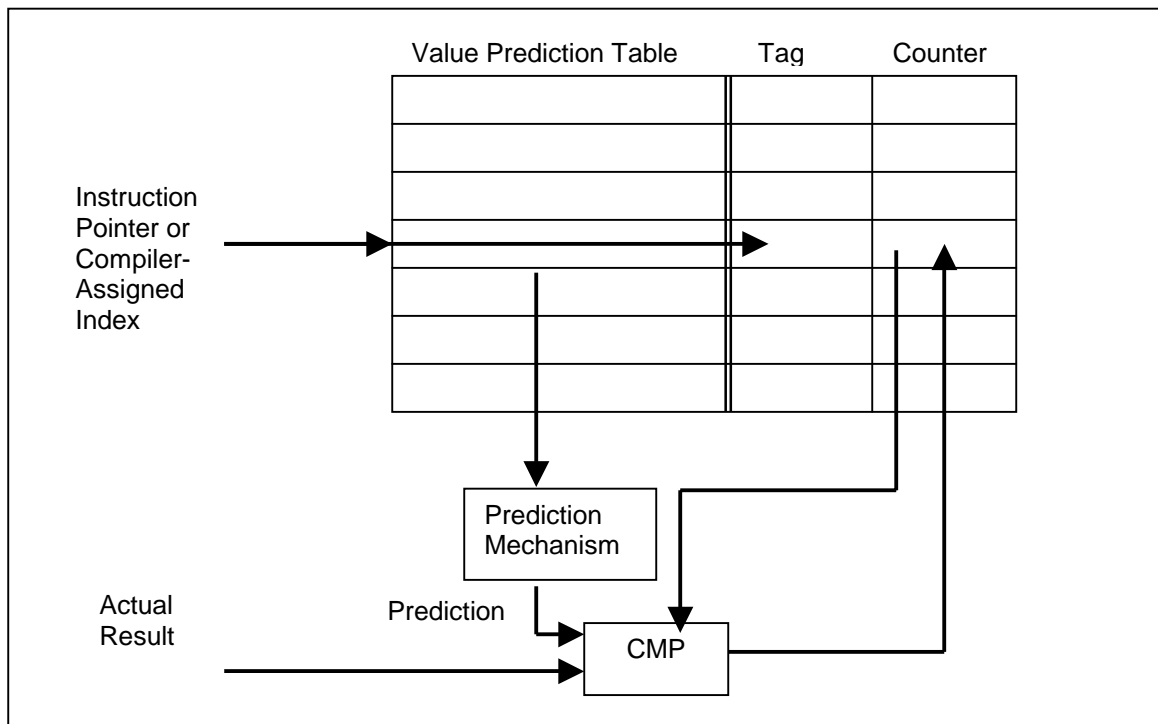 Value Prediction Table Tag Counter
Instruction
Pointer or
Compiler-
Assigned
Index
Prediction
Mechanism
Actual
Result
Prediction
CMP